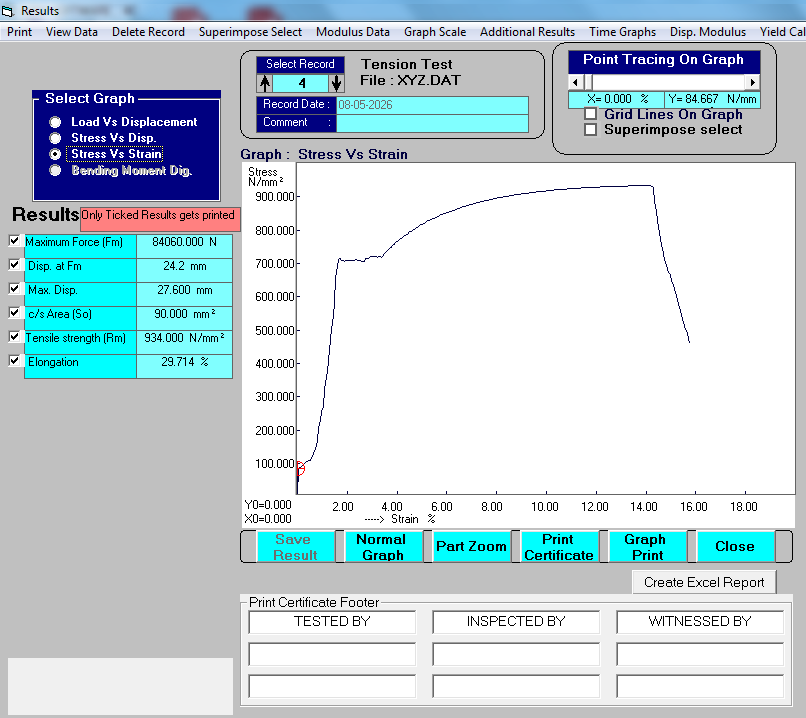 Results
Print View Data Delete Record Superimpose Select Modulus Data Graph Scale Additional Results Time Graphs Disp. Modulus Yield Cal
Select Record
4
Tension Test
File : XYZ.DAT
Record Date : 08-05-2026
Comment :
Point Tracing On Graph
X= 0.000 % Y= 84.667 N/mm
Grid Lines On Graph
Superimpose select
Select Graph
Load Vs Displacement
Stress Vs Disp.
Stress Vs Strain
Bending Moment Dig.
Results Only Ticked Results gets printed
Maximum Force (Fm) 84060.000 N
Disp. at Fm 24.2 mm
Max. Disp. 27.600 mm
c/s Area (So) 90.000 mm²
Tensile strength (Rm) 934.000 N/mm²
Elongation 29.714 %
Graph : Stress Vs Strain
Stress
N/mm²
900.000
800.000
700.000
600.000
500.000
400.000
300.000
200.000
100.000
Y0=0.000
X0=0.000
2.00 4.00 6.00 8.00 10.00 12.00 14.00 16.00 18.00
----> Strain %
Save Result
Normal Graph
Part Zoom
Print Certificate
Graph Print
Close
Create Excel Report
Print Certificate Footer
TESTED BY INSPECTED BY WITNESSED BY